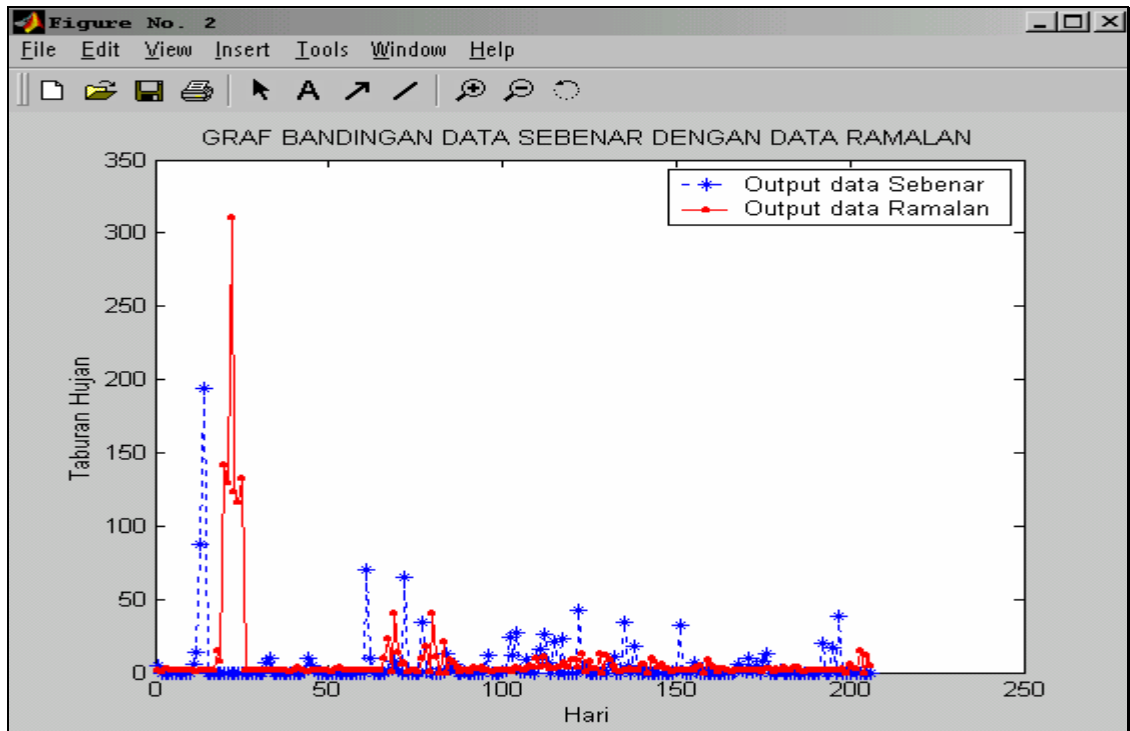 Figure No. 2
File Edit View Insert Tools Window Help
A
GRAF BANDINGAN DATA SEBENAR DENGAN DATA RAMALAN
350
300
250
200
150
100
50
0
Taburan Hujan
Output data Sebenar
Output data Ramalan
0 50 100 150 200 250
Hari